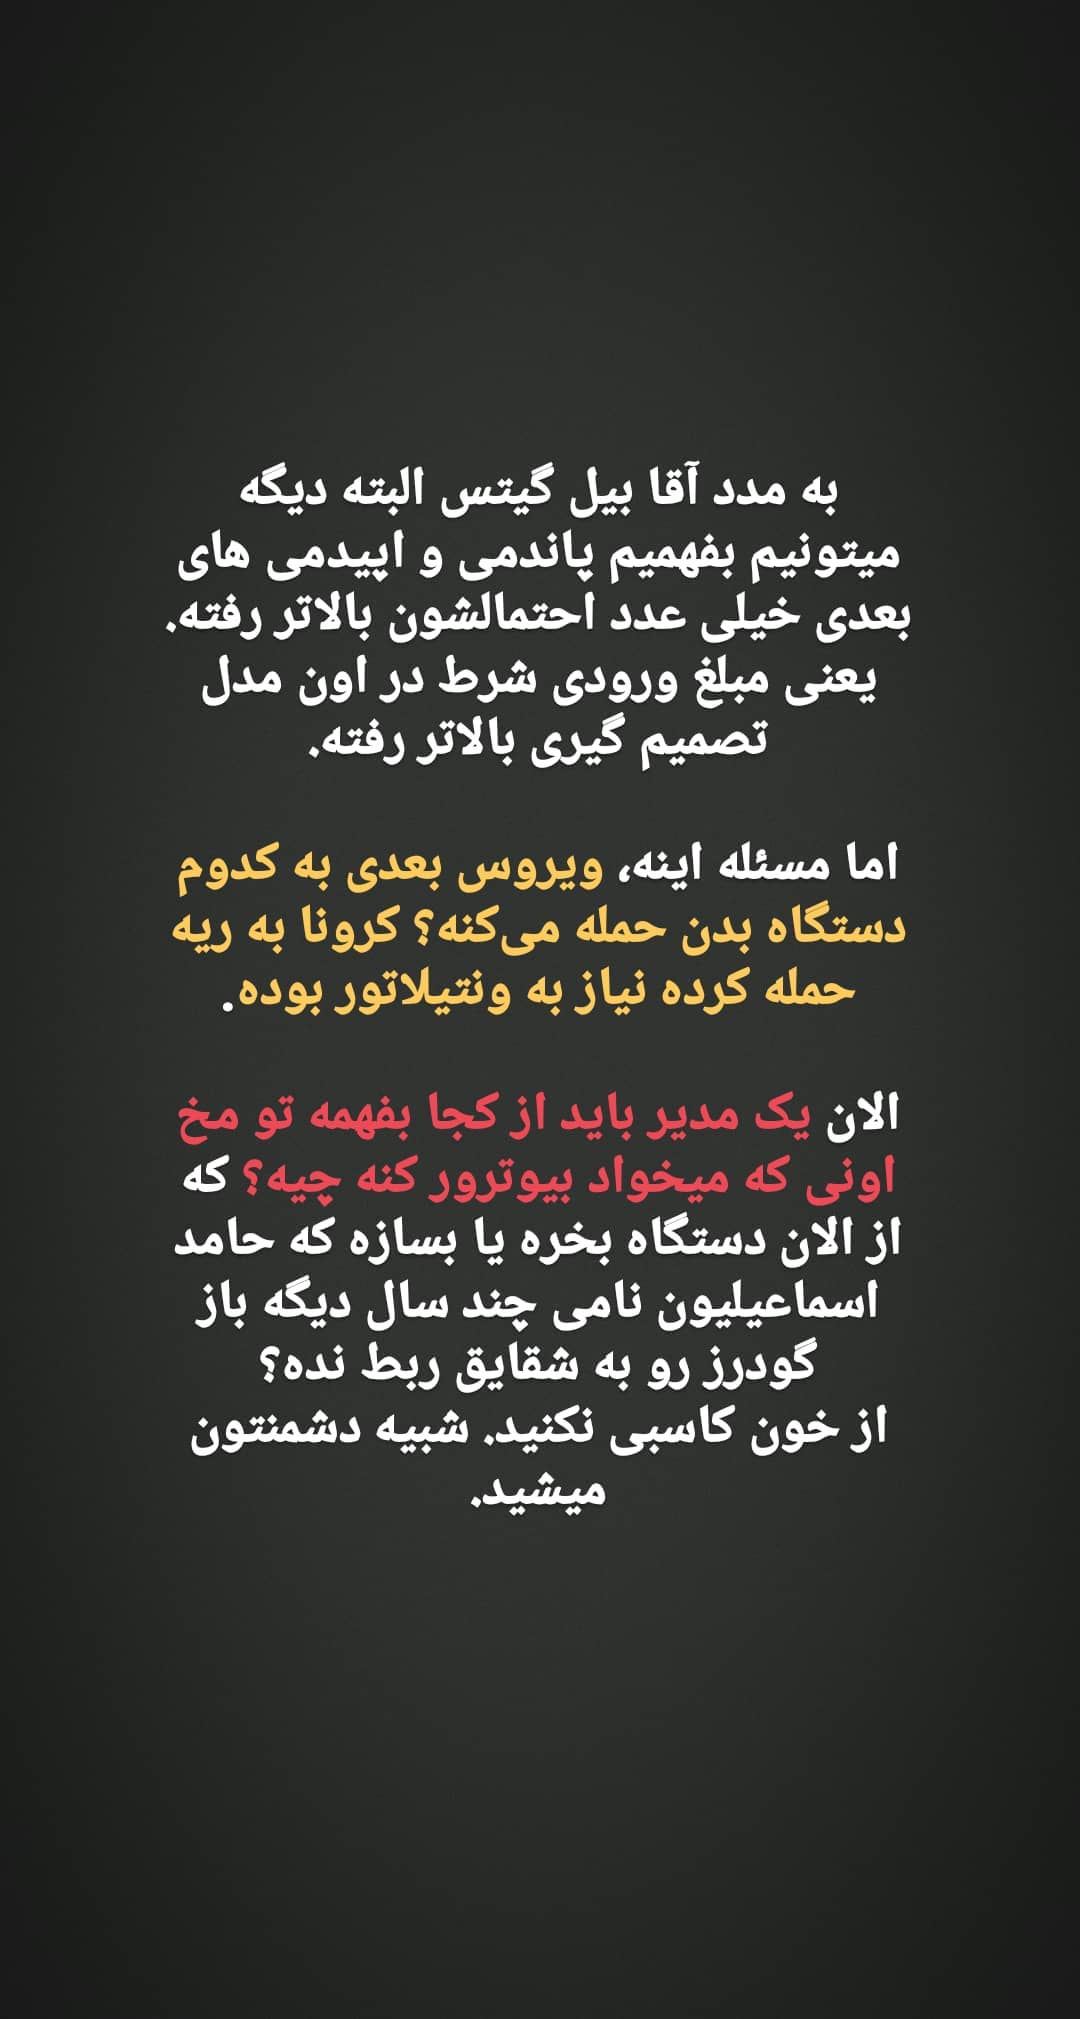 به مدد آقا بیل گیتس البته دیگه
میتونیم بفهمیم پاندمی و اپیدمی های
بعدی خیلی عدد احتمالشون بالاتر رفته.
یعنی مبلغ ورودی شرط در اون مدل
تصمیم گیری بالاتر رفته.
اما مسئله اینه، ویروس بعدی به کدوم
دستگاه بدن حمله می‌کنه؟ کرونا به ریه
حمله کرده نیاز به ونتیلاتور بوده.
الان یک مدیر باید از کجا بفهمه تو مخ
اونی که میخواد بیوترور کنه چیه؟ که
از الان دستگاه بخره یا بسازه که حامد
اسماعیلیون نامی چند سال دیگه باز
گودرز رو به شقایق ربط نده؟
از خون کاسبی نکنید. شبیه دشمنتون
میشید.